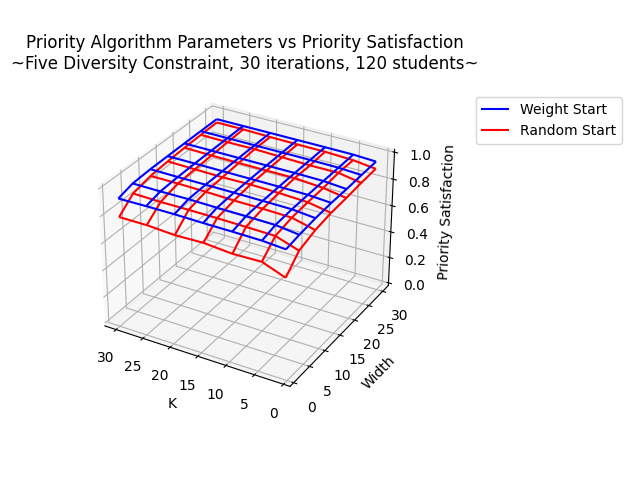 Priority Algorithm Parameters vs Priority Satisfaction
~Five Diversity Constraint, 30 iterations, 120 students~
Weight Start
Random Start
1.0
0.8
0.6
0.4
0.2
0.0
Priority Satisfaction
30
25
20
15
10
5
0
Width
30
25
20
15
10
5
0
K